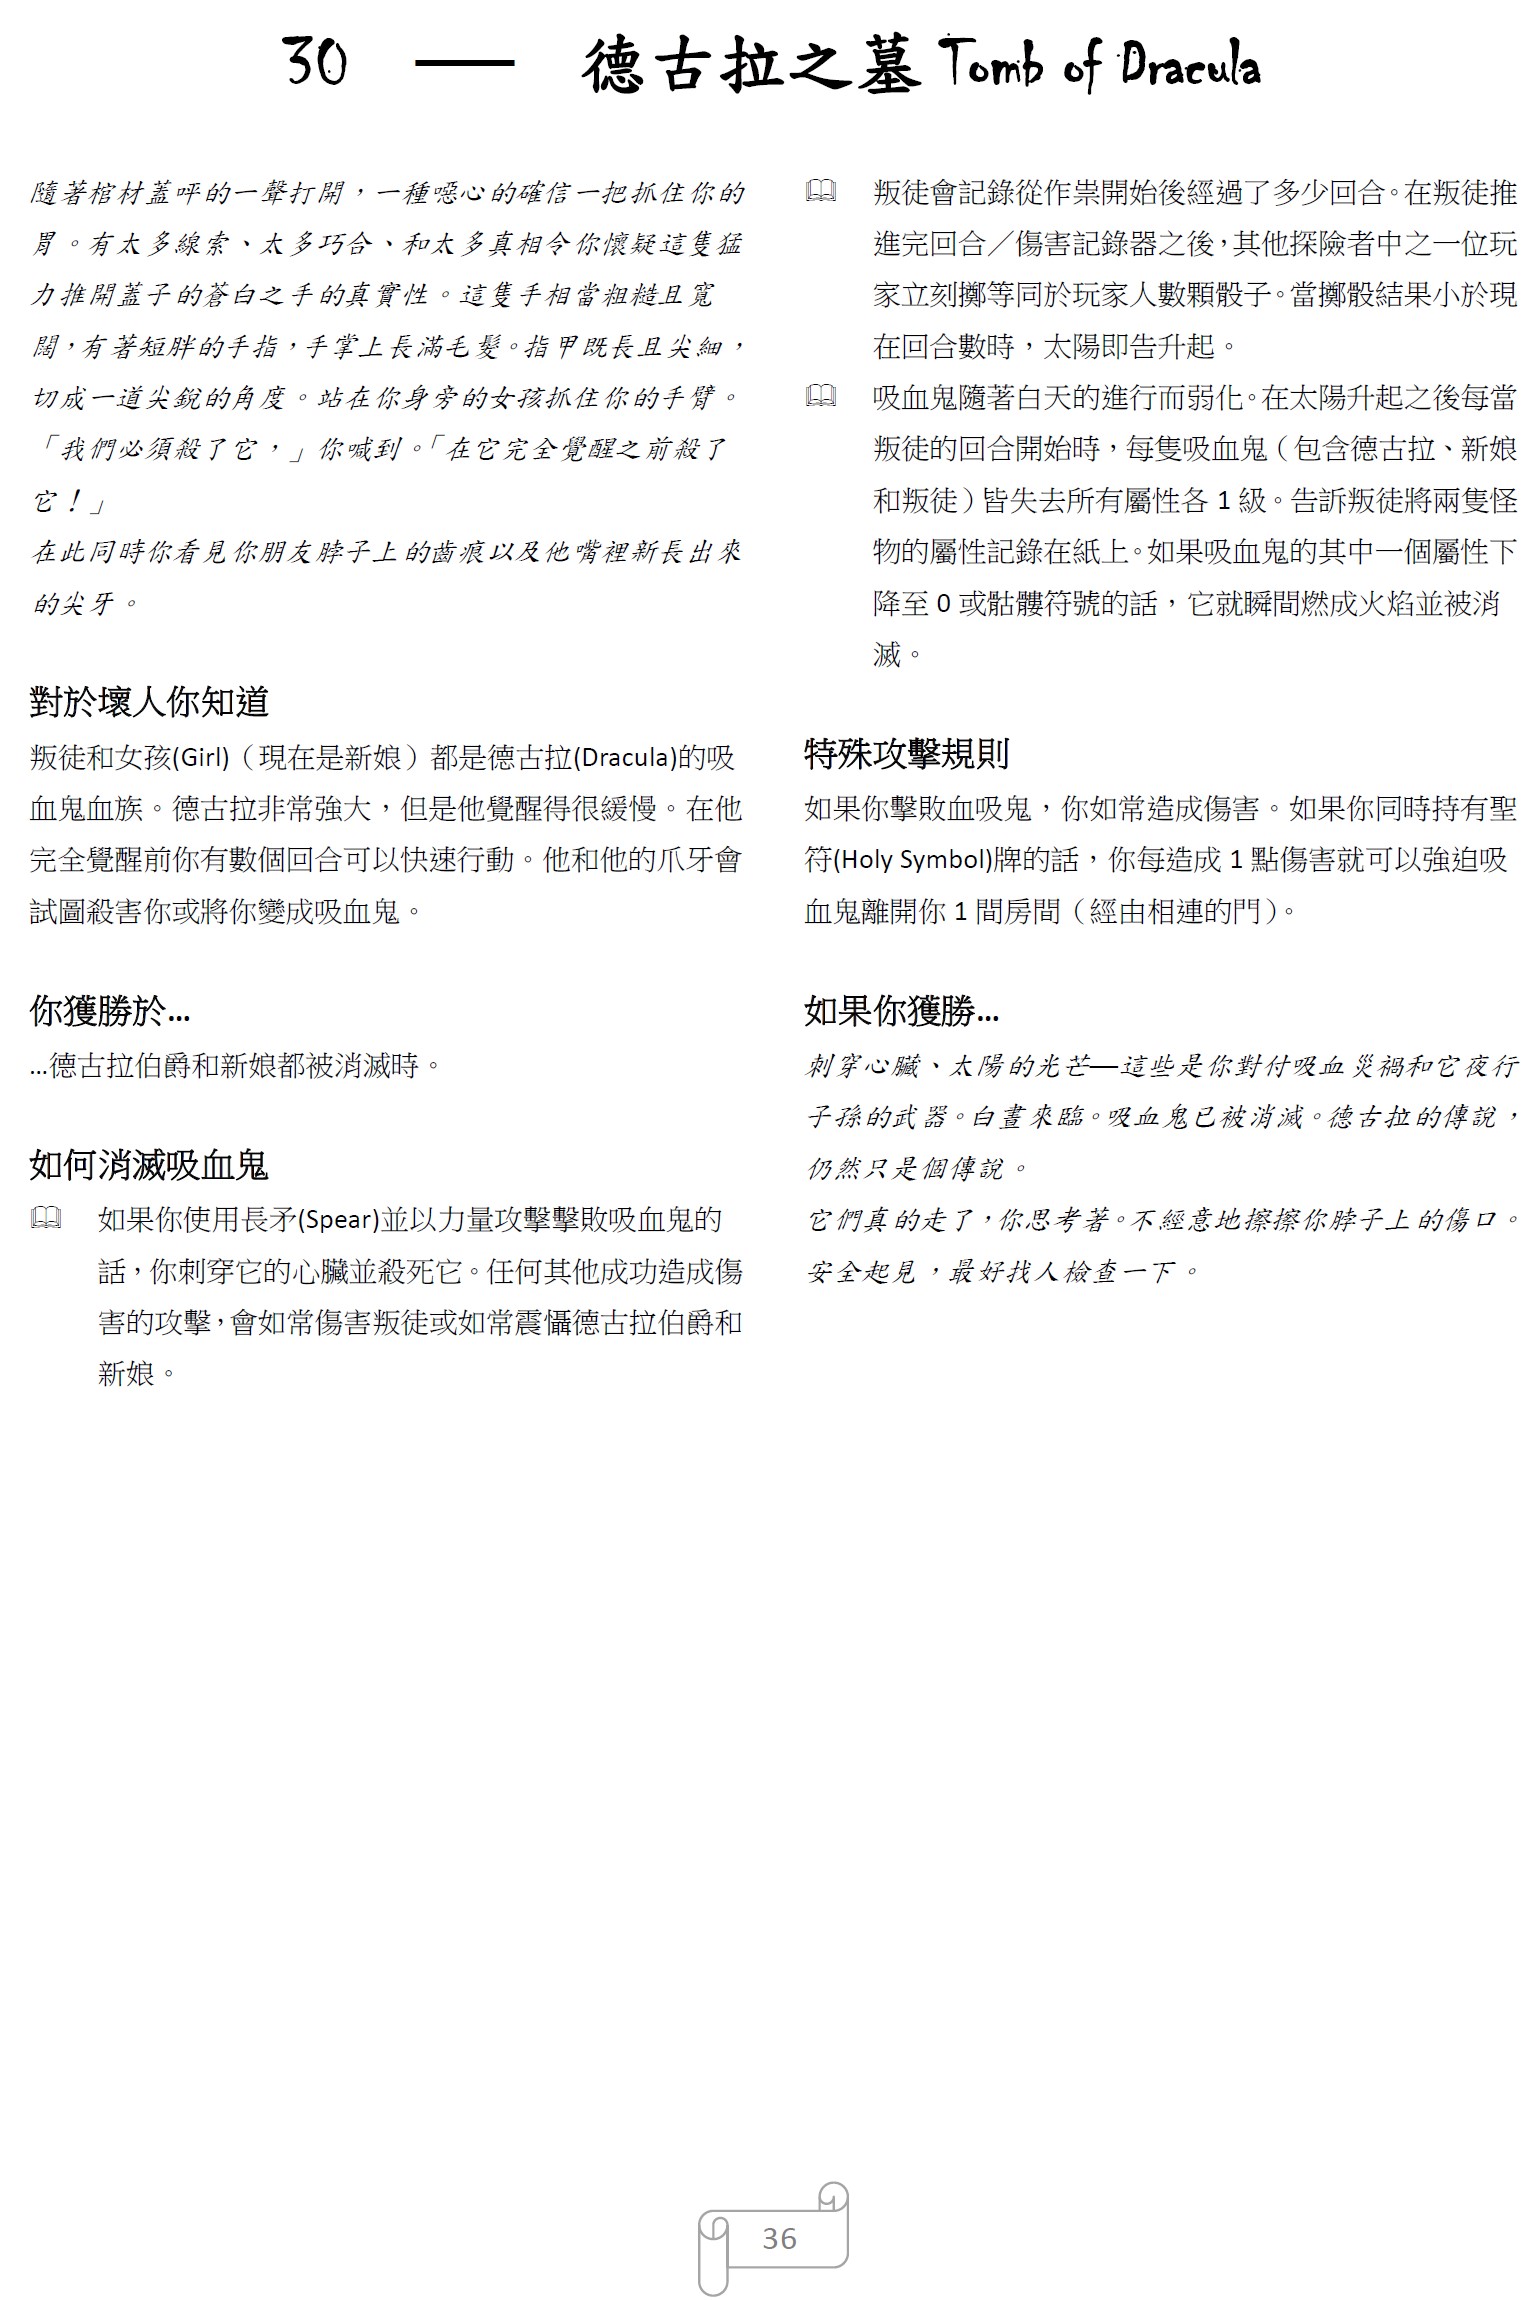 30 — 德古拉之墓 Tomb of Dracula
隨著棺材蓋呯的一聲打開，一種噁心的確信一把抓住你的
胃。有太多線索、太多巧合、和太多真相令你懷疑這隻猛
力推開蓋子的蒼白之手的真實性。這隻手相當粗糙且寬
闊，有著短胖的手指，手掌上長滿毛髮。指甲既長且尖細，
切成一道尖銳的角度。站在你身旁的女孩抓住你的手臂。
「我們必須殺了它，」你喊到。「在它完全覺醒之前殺了
它！」
在此同時你看見你朋友脖子上的齒痕以及他嘴裡新長出來
的尖牙。
對於壞人你知道
叛徒和女孩(Girl)（現在是新娘）都是德古拉(Dracula)的吸
血鬼血族。德古拉非常強大，但是他覺醒得很緩慢。在他
完全覺醒前你有數個回合可以快速行動。他和他的爪牙會
試圖殺害你或將你變成吸血鬼。
你獲勝於…
…德古拉伯爵和新娘都被消滅時。
如何消滅吸血鬼
如果你使用長矛(Spear)並以力量攻擊擊敗吸血鬼的
話，你刺穿它的心臟並殺死它。任何其他成功造成傷
害的攻擊，會如常傷害叛徒或如常震懾德古拉伯爵和
新娘。
叛徒會記錄從作祟開始後經過了多少回合。在叛徒推
進完回合／傷害記錄器之後，其他探險者中之一位玩
家立刻擲等同於玩家人數顆骰子。當擲骰結果小於現
在回合數時，太陽即告升起。
吸血鬼隨著白天的進行而弱化。在太陽升起之後每當
叛徒的回合開始時，每隻吸血鬼（包含德古拉、新娘
和叛徒）皆失去所有屬性各 1 級。告訴叛徒將兩隻怪
物的屬性記錄在紙上。如果吸血鬼的其中一個屬性下
降至 0 或骷髏符號的話，它就瞬間燃成火焰並被消
滅。
特殊攻擊規則
如果你擊敗血吸鬼，你如常造成傷害。如果你同時持有聖
符(Holy Symbol)牌的話，你每造成 1 點傷害就可以強迫吸
血鬼離開你 1 間房間（經由相連的門）。
如果你獲勝…
刺穿心臟、太陽的光芒—這些是你對付吸血災禍和它夜行
子孫的武器。白晝來臨。吸血鬼已被消滅。德古拉的傳說，
仍然只是個傳說。
它們真的走了，你思考著。不經意地擦擦你脖子上的傷口。
安全起見，最好找人檢查一下。
36